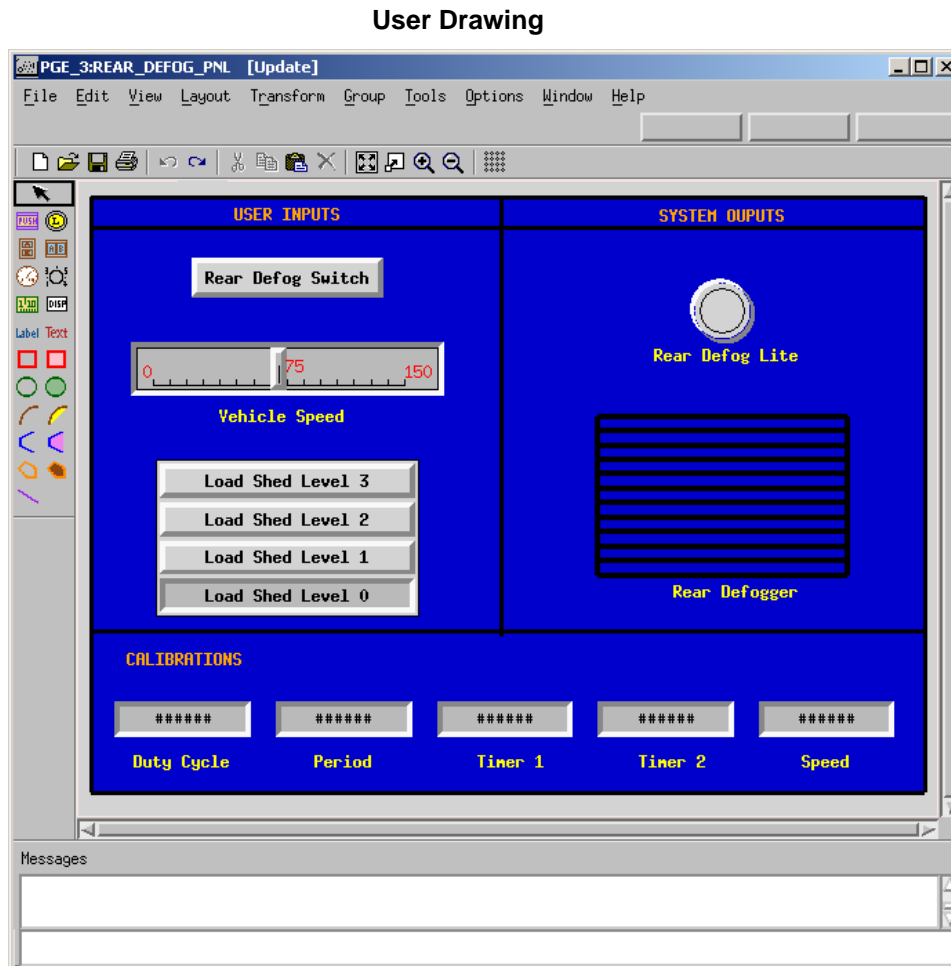 User Drawing
PGE_3:REAR_DEFOG_PNL [Update]
File Edit View Layout Transform Group Tools Options Window Help
PUSH L
A B
1'10 DISP
Label Text
USER INPUTS
SYSTEM OUPUTS
Rear Defog Switch
0 75 150
Vehicle Speed
Rear Defog Lite
Load Shed Level 3
Load Shed Level 2
Load Shed Level 1
Load Shed Level 0
Rear Defogger
CALIBRATIONS
###### ###### ###### ###### ######
Duty Cycle Period Timer 1 Timer 2 Speed
Messages